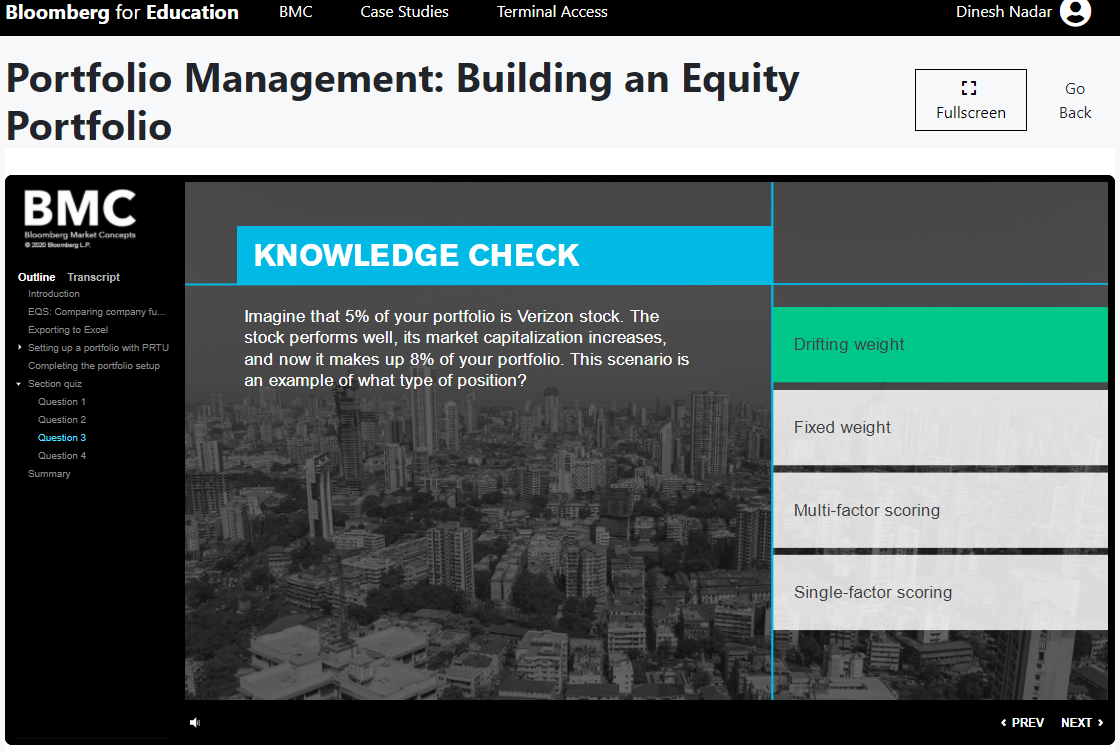 Bloomberg for Education BMC Case Studies Terminal Access Dinesh Nadar
Portfolio Management: Building an Equity
Portfolio
Fullscreen
Go
Back
BMC
Bloomberg Market Concepts
© 2020 Bloomberg L.P.
Outline Transcript
Introduction
EQS: Comparing company fu...
Exporting to Excel
Setting up a portfolio with PRTU
Completing the portfolio setup
Section quiz
Question 1
Question 2
Question 3
Question 4
Summary
KNOWLEDGE CHECK
Imagine that 5% of your portfolio is Verizon stock. The
stock performs well, its market capitalization increases,
and now it makes up 8% of your portfolio. This scenario is
an example of what type of position?
Drifting weight
Fixed weight
Multi-factor scoring
Single-factor scoring
‹ PREV NEXT ›